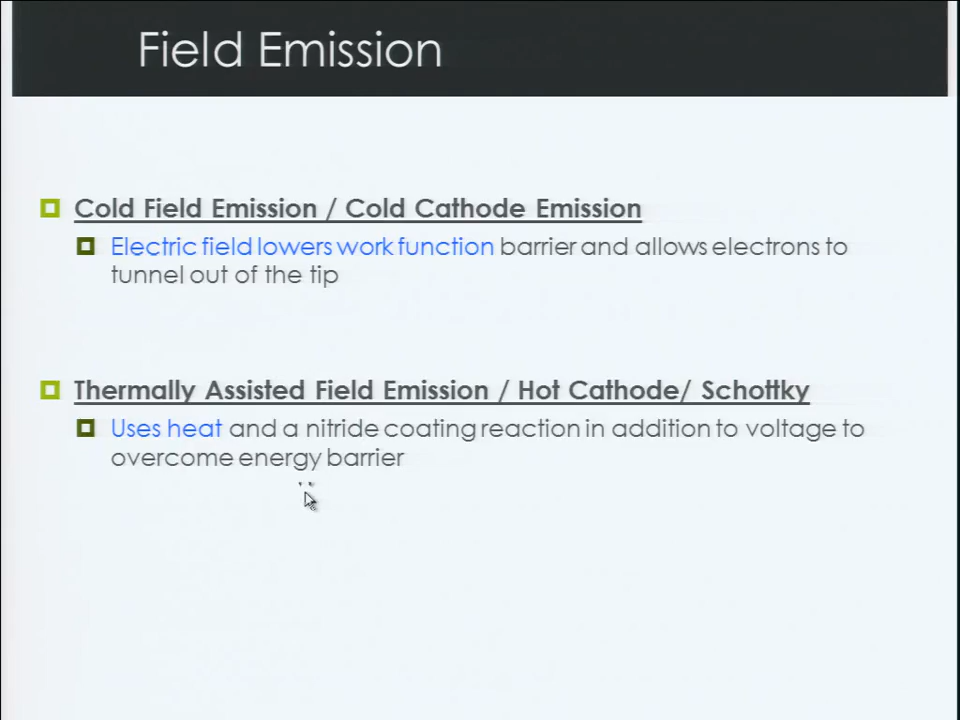 Field Emission
Cold Field Emission / Cold Cathode Emission
Electric field lowers work function barrier and allows electrons to
tunnel out of the tip
Thermally Assisted Field Emission / Hot Cathode/ Schottky
Uses heat and a nitride coating reaction in addition to voltage to
overcome energy barrier